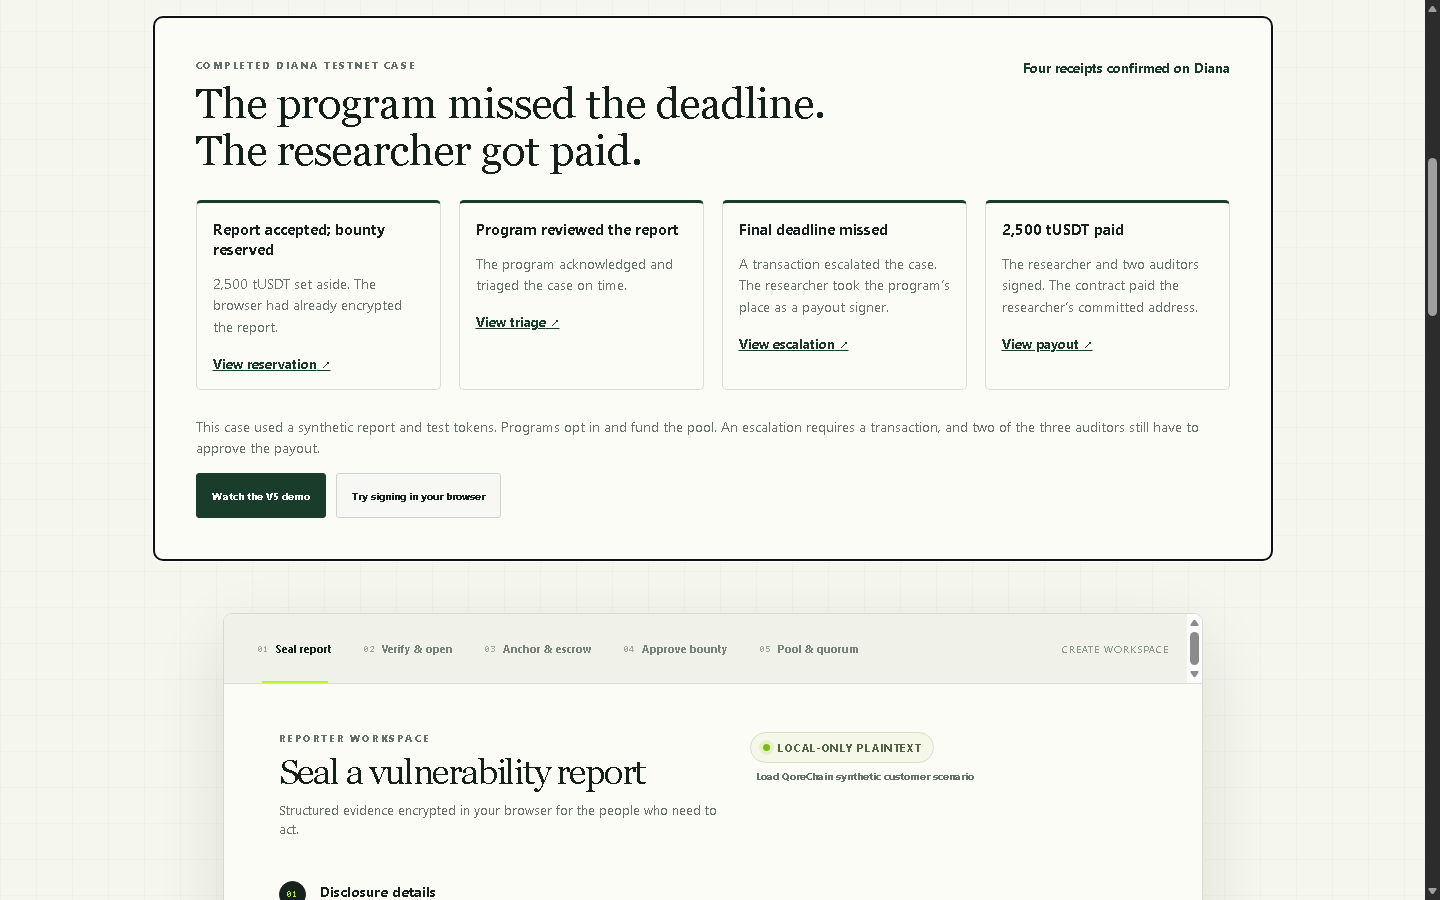 COMPLETED DIANA TESTNET CASE
Four receipts confirmed on Diana
The program missed the deadline.
The researcher got paid.
Report accepted; bounty
reserved
2,500 tUSDT set aside. The
browser had already encrypted
the report.
View reservation ↗
Program reviewed the report
The program acknowledged and
triaged the case on time.
View triage ↗
Final deadline missed
A transaction escalated the case.
The researcher took the program’s
place as a payout signer.
View escalation ↗
2,500 tUSDT paid
The researcher and two auditors
signed. The contract paid the
researcher’s committed address.
View payout ↗
This case used a synthetic report and test tokens. Programs opt in and fund the pool. An escalation requires a transaction, and two of the three auditors still have to
approve the payout.
Watch the V5 demo
Try signing in your browser
01 Seal report
02 Verify & open
03 Anchor & escrow
04 Approve bounty
05 Pool & quorum
CREATE WORKSPACE
REPORTER WORKSPACE
Seal a vulnerability report
Structured evidence encrypted in your browser for the people who need to
act.
LOCAL-ONLY PLAINTEXT
Load QoreChain synthetic customer scenario
01 Disclosure details